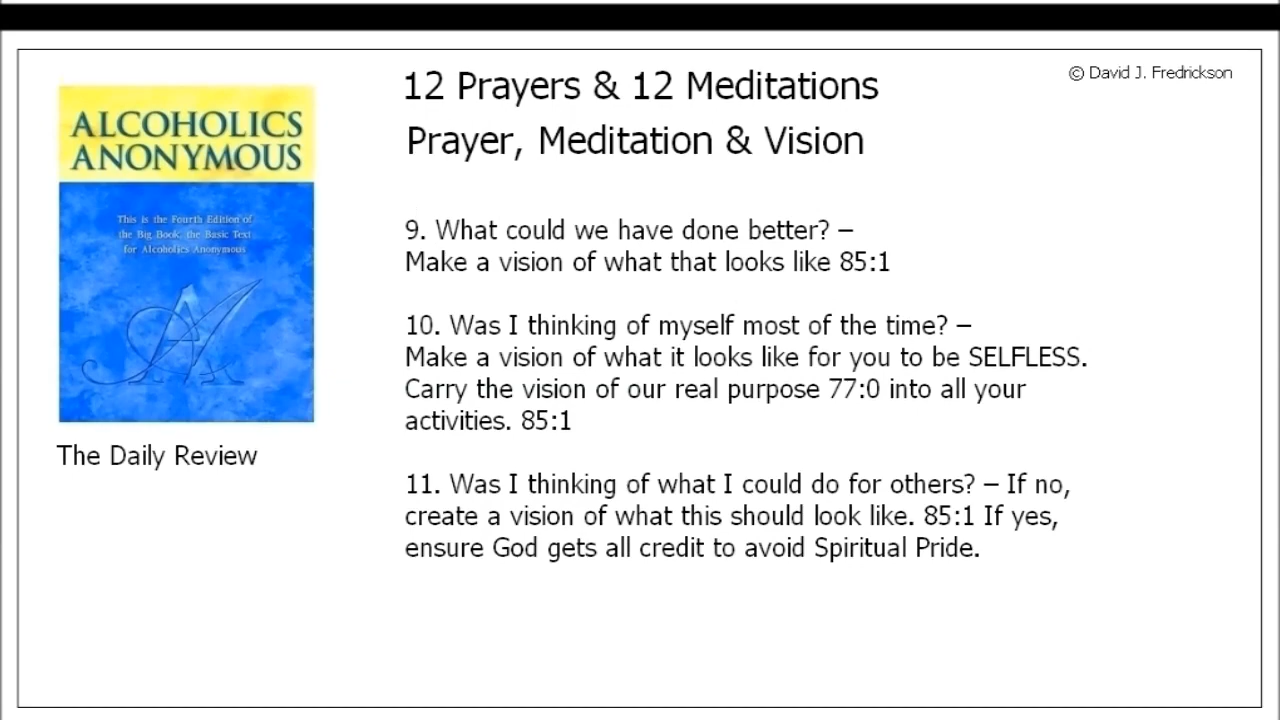 © David J. Fredrickson
12 Prayers & 12 Meditations
Prayer, Meditation & Vision
ALCOHOLICS
ANONYMOUS
This is the Fourth Edition of
the Big Book, the Basic Text
for Alcoholics Anonymous
AA
The Daily Review
9. What could we have done better? –
Make a vision of what that looks like 85:1
10. Was I thinking of myself most of the time? –
Make a vision of what it looks like for you to be SELFLESS.
Carry the vision of our real purpose 77:0 into all your
activities. 85:1
11. Was I thinking of what I could do for others? – If no,
create a vision of what this should look like. 85:1 If yes,
ensure God gets all credit to avoid Spiritual Pride.